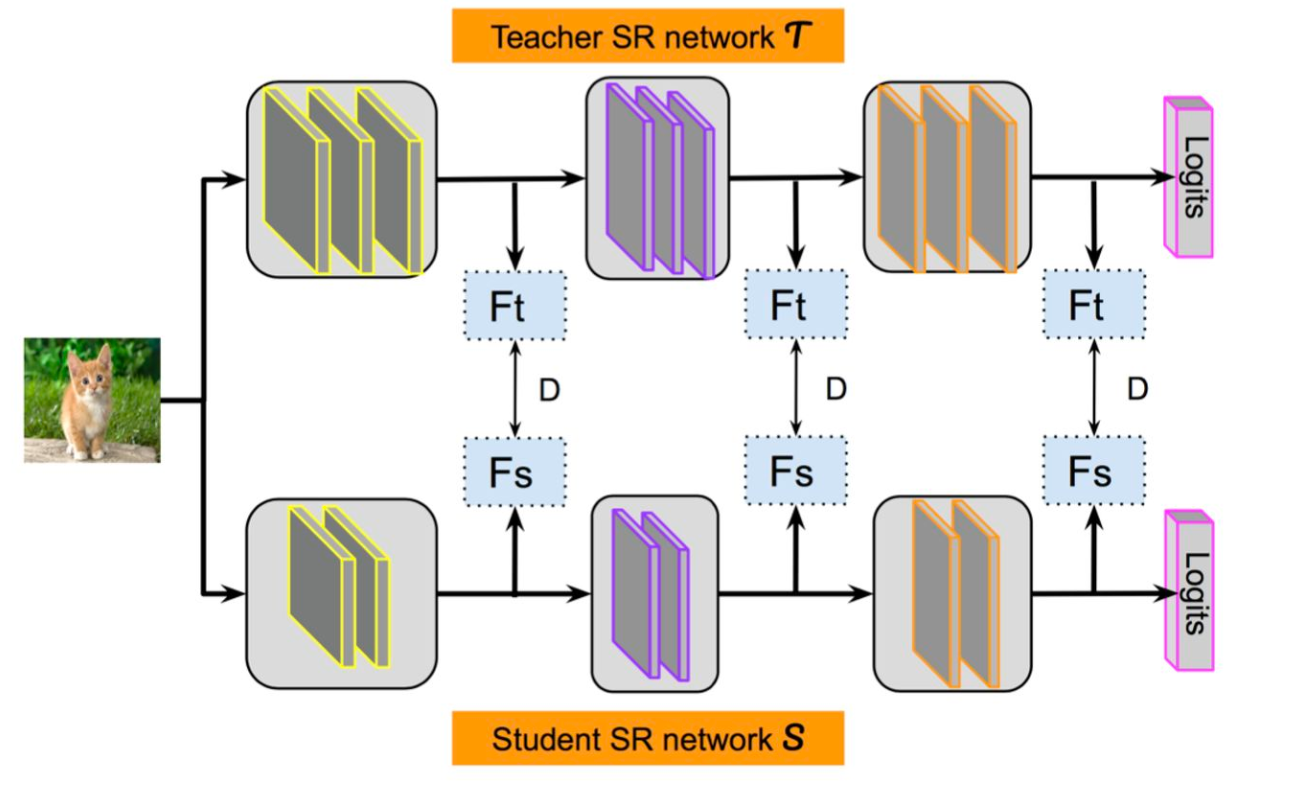 Teacher SR network 𝓣
Logits
Ft
Ft
Ft
D
D
D
Fs
Fs
Fs
Logits
Student SR network 𝓢